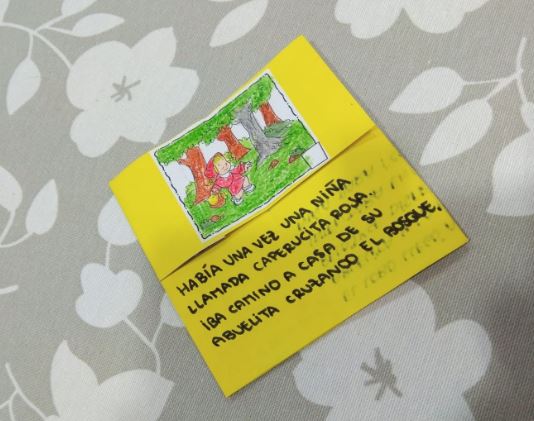 HABÍA UNA VEZ UNA NIÑA
LLAMADA CAPERUCITA ROJA.
IBA CAMINO A CASA DE SU
ABUELITA CRUZANDO EL BOSQUE.